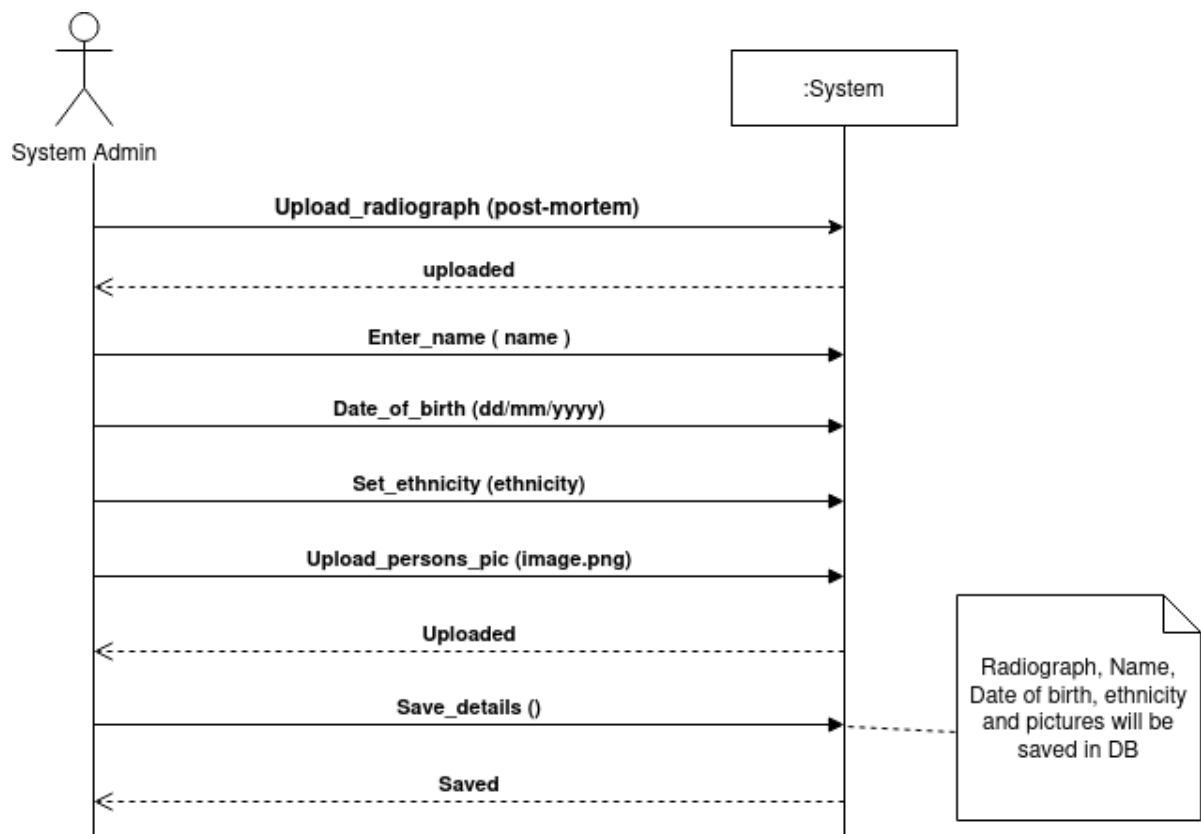 :System
System Admin
Upload_radiograph (post-mortem)
uploaded
Enter_name ( name )
Date_of_birth (dd/mm/yyyy)
Set_ethnicity (ethnicity)
Upload_persons_pic (image.png)
Uploaded
Save_details ()
Radiograph, Name,
Date of birth, ethnicity
and pictures will be
saved in DB
Saved